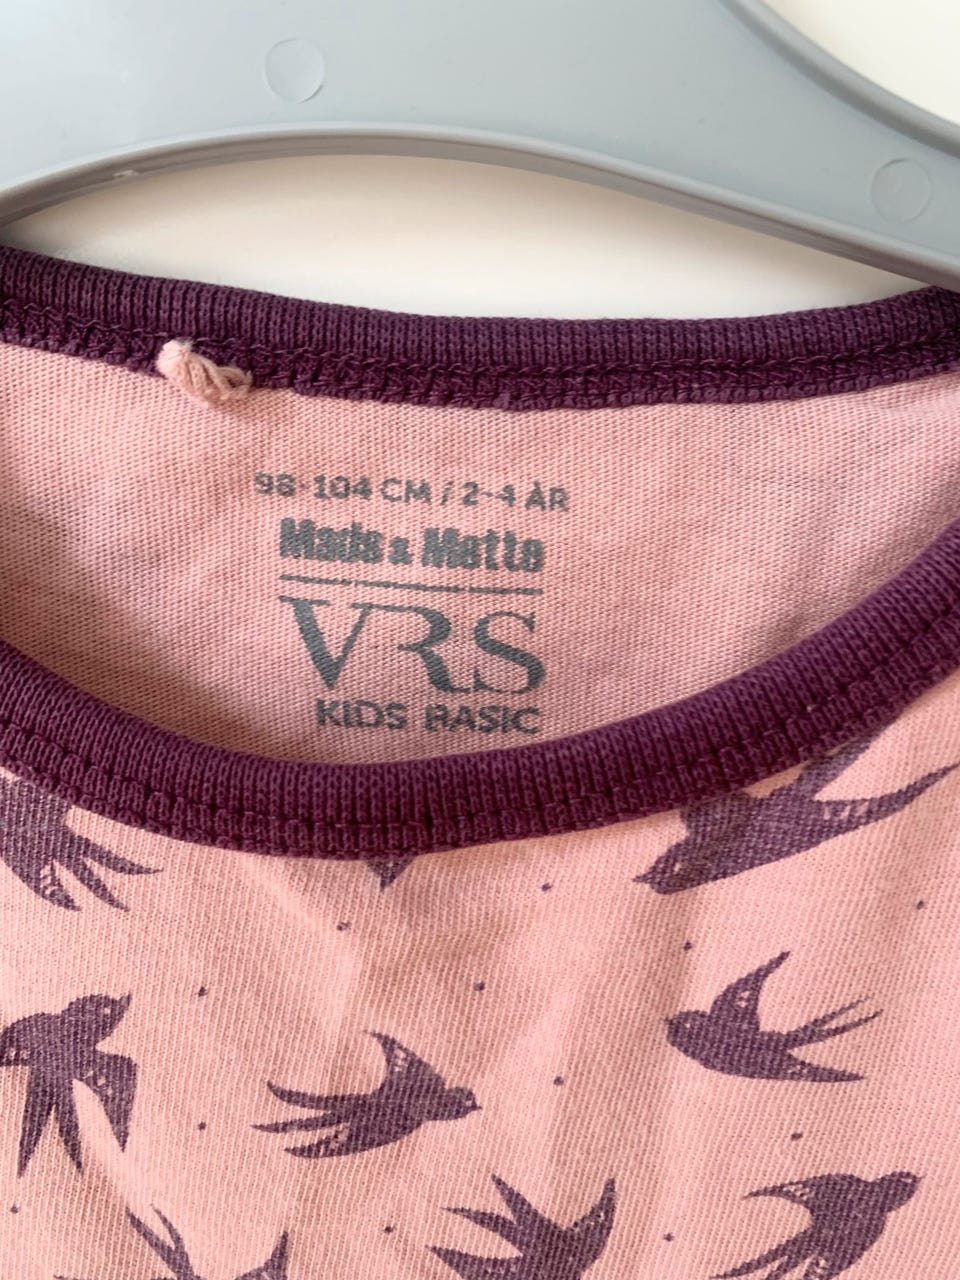 98-104 CM / 2-4 ÅR
Mads & Mette
VRS
KIDS BASIC